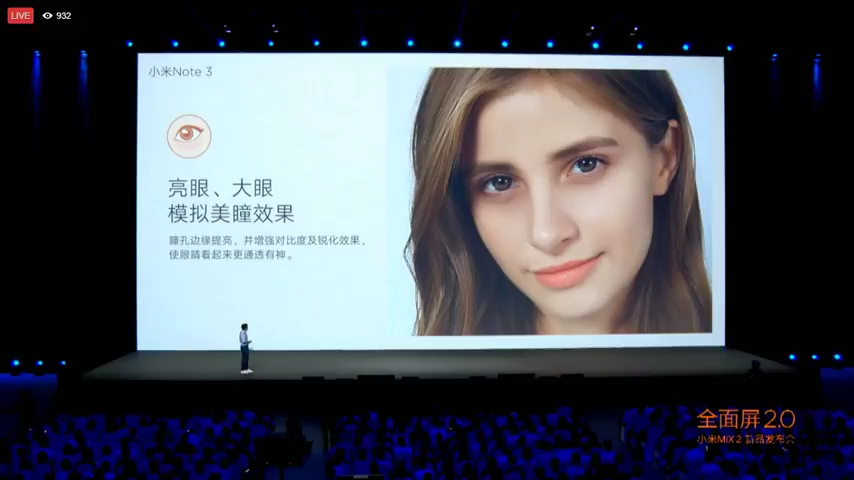 LIVE 932
小米Note 3
亮眼、大眼
模拟美瞳效果
瞳孔边缘提亮，并增强对比度及锐化效果，
使眼睛看起来更通透有神。
全面屏2.0
小米MIX 2 新品发布会